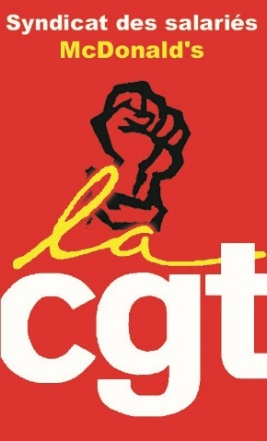 Syndicat des salariés
McDonald's
la
cgt